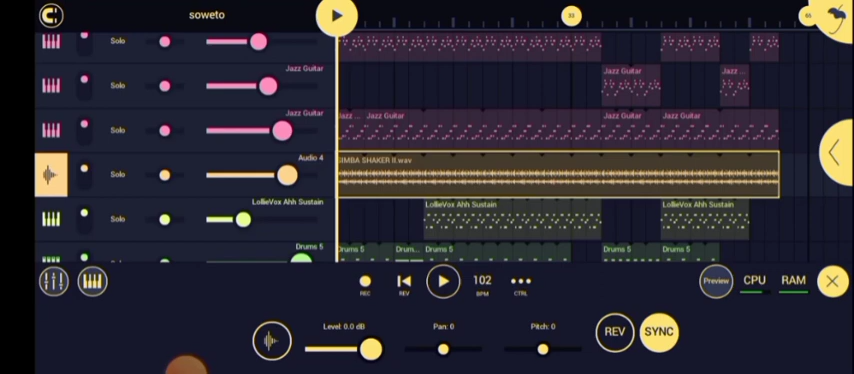 soweto
33
65
Solo
Jazz Guitar
Solo
Jazz Guitar
Jazz ...
Jazz Guitar
Solo
Jazz ...
Jazz Guitar
Jazz Guitar
Jazz Guitar
Audio 4
Solo
SIMBA SHAKER II.wav
LollieVox Ahh Sustain
Solo
LollieVox Ahh Sustain
LollieVox Ahh Sustain
Drums 5
Drums 5
Drum...
Drums 5
Drums 5
Drums 5
REC
REV
102
BPM
CTRL
Preview
CPU
RAM
Level: 0.0 dB
Pan: 0
Pitch: 0
REV
SYNC